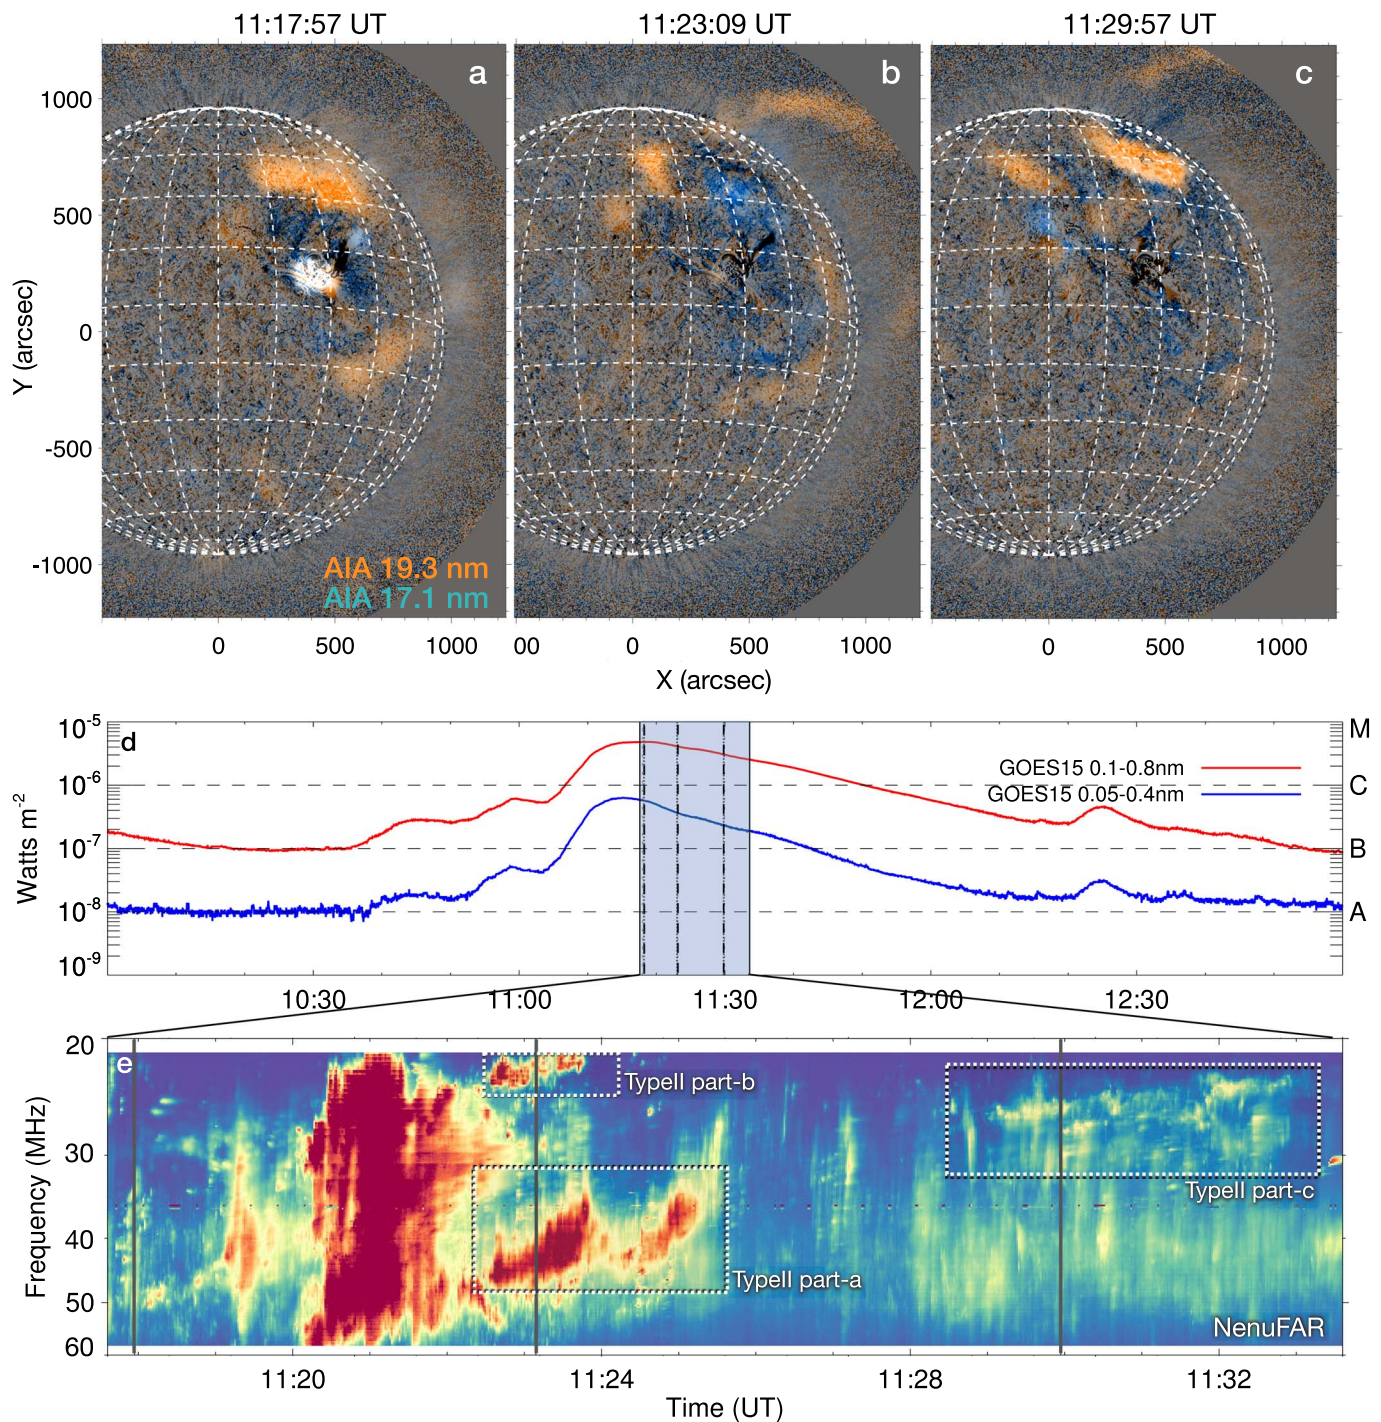 11:17:57 UT 11:23:09 UT 11:29:57 UT
a b c
1000
500
0
-500
-1000
Y (arcsec)
AIA 19.3 nm
AIA 17.1 nm
0 500 1000 00 0 500 1000 0 500 1000
X (arcsec)
d
10-5 M
10-6 C
10-7 B
10-8 A
10-9
Watts m-2
GOES15 0.1-0.8nm
GOES15 0.05-0.4nm
10:30 11:00 11:30 12:00 12:30
e
20
30
40
50
60
Frequency (MHz)
TypeII part-b
TypeII part-c
TypeII part-a
NenuFAR
11:20 11:24 11:28 11:32
Time (UT)